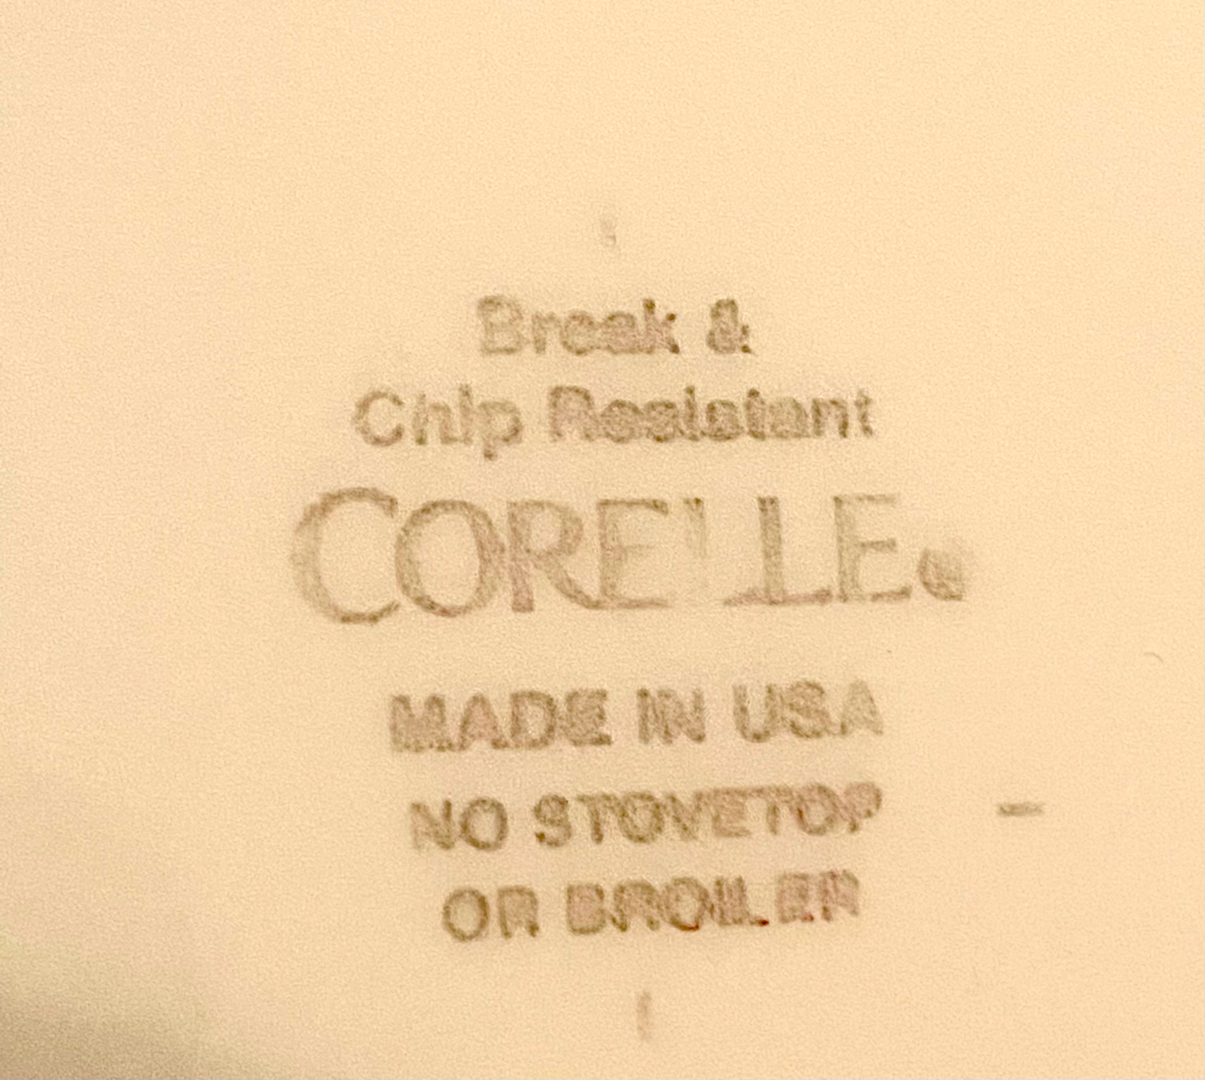 Break &
Chip Resistant
CORELLE®
MADE IN USA
NO STOVETOP
OR BROILER